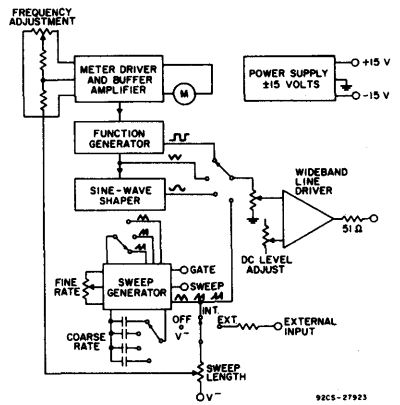 FREQUENCY
ADJUSTMENT
METER DRIVER
AND BUFFER
AMPLIFIER
M
POWER SUPPLY
±15 VOLTS
+15 V
-15 V
FUNCTION
GENERATOR
SINE-WAVE
SHAPER
WIDEBAND
LINE
DRIVER
51 Ω
DC LEVEL
ADJUST
FINE
RATE
SWEEP
GENERATOR
GATE
SWEEP
INT.
OFF
V-
EXT.
EXTERNAL
INPUT
COARSE
RATE
SWEEP
LENGTH
V-
92CS-27923